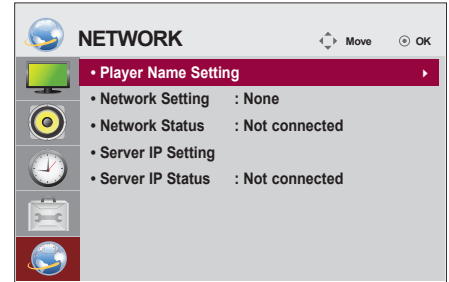 NETWORK Move OK
• Player Name Setting
• Network Setting : None
• Network Status : Not connected
• Server IP Setting
• Server IP Status : Not connected